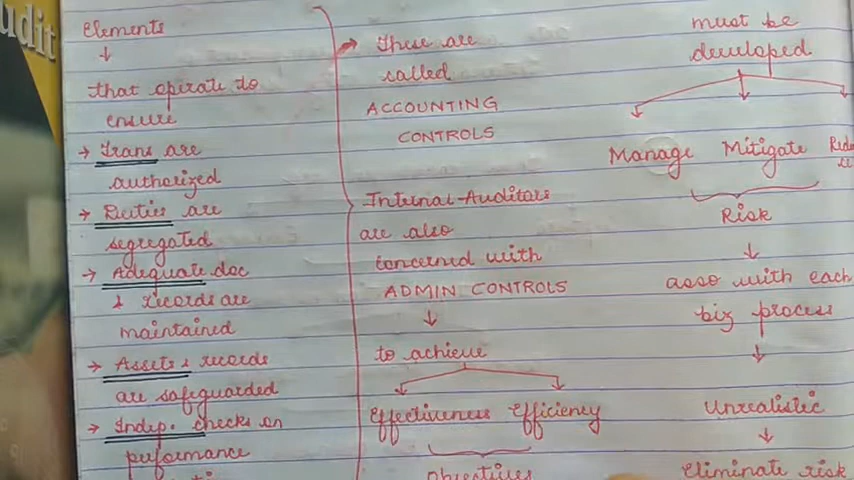 udit
Elements
↓
that operate to
ensure
→ Trans are
authorized
→ Duties are
segregated
→ Adequate doc
& records are
maintained
→ Assets & records
are safeguarded
→ Indep. checks on
performance
→ These are
called
ACCOUNTING
CONTROLS
Internal-Auditors
are also
concerned with
ADMIN CONTROLS
↓
to achieve
Effectiveness Efficiency
Objectives
must be
developed
Manage Mitigate
Risk
↓
asso with each
biz process
↓
Unrealistic
↓
Eliminate risk